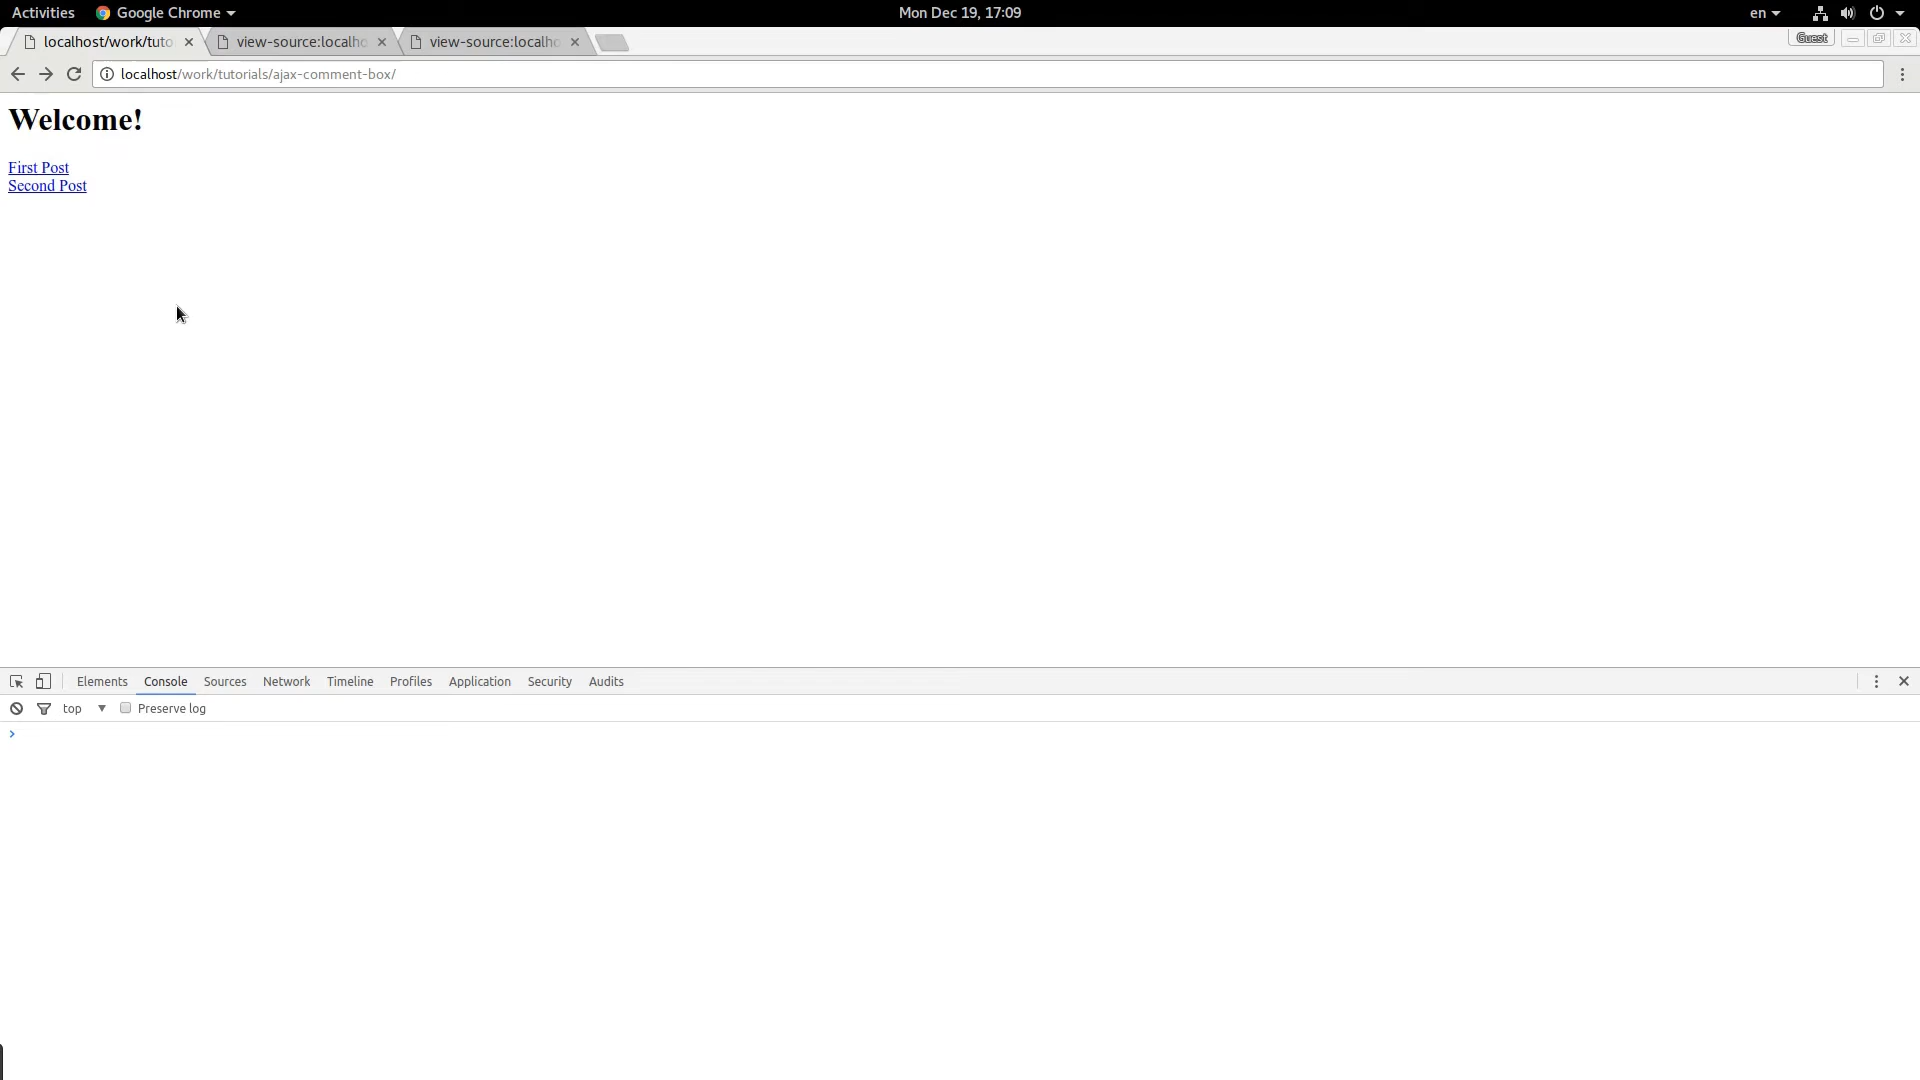 Activities Google Chrome Mon Dec 19, 17:09 en
localhost/work/tuto view-source:localho view-source:localho Guest
localhost/work/tutorials/ajax-comment-box/
Welcome!
First Post
Second Post
Elements Console Sources Network Timeline Profiles Application Security Audits
top Preserve log